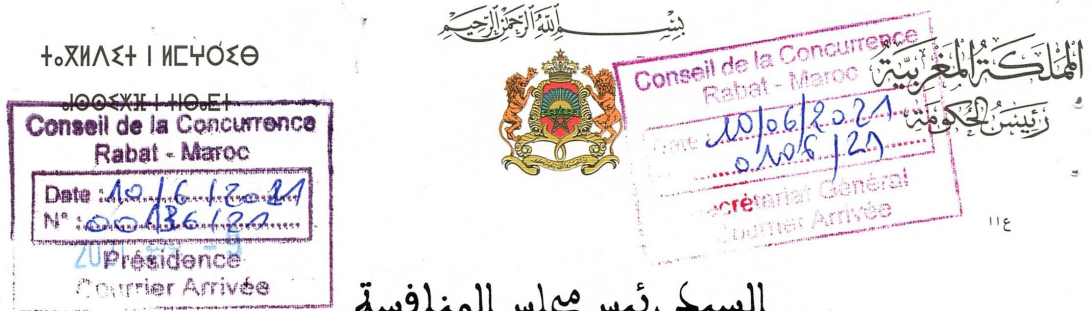 بسم الله الرحمن الرحيم
ⵜⴰⴳⵍⴷⵉⵜ ⵏ ⵍⵎⵖⵔⵉⴱ
المملكة المغربية
رئيس الحكومة
Conseil de la Concurrence
Rabat - Maroc
Date : 10/6/2021
N° : 00136/21
Présidence
Courrier Arrivée
Conseil de la Concurrence
Rabat - Maroc
10/06/2021
0106/21
Secrétariat Général
Courrier Arrivée
114
السيد رئيس مجلس المنافسة